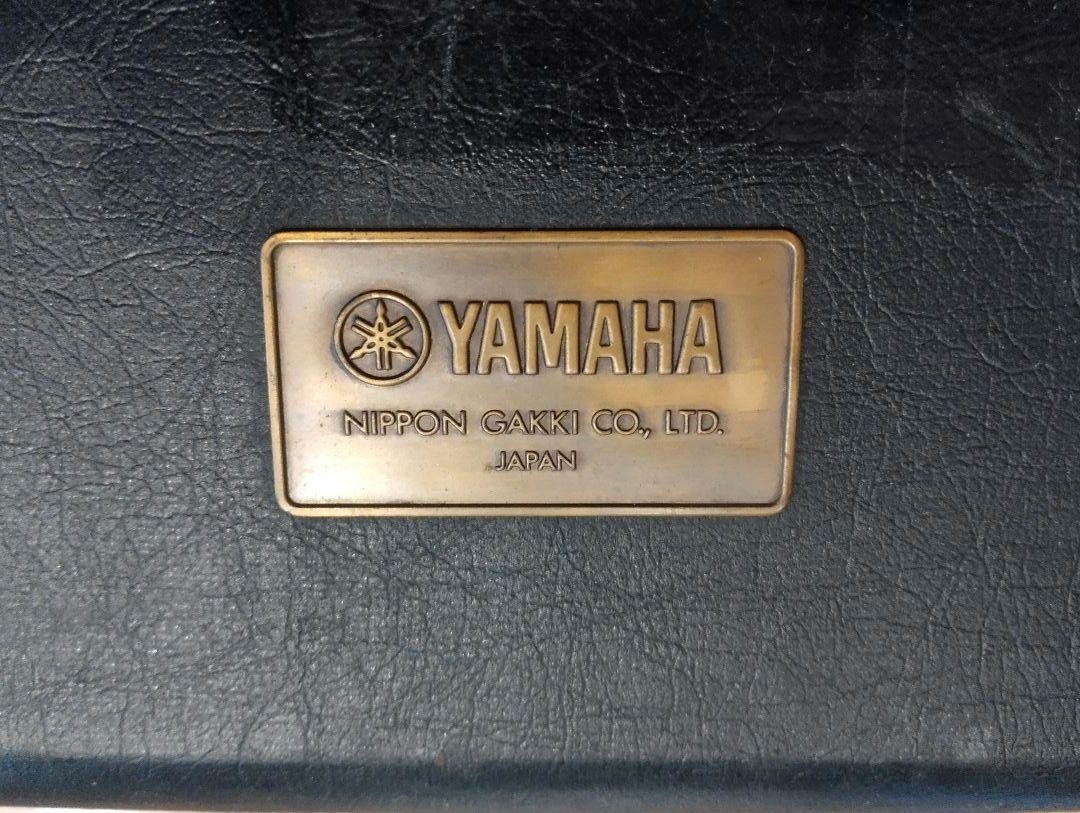 YAMAHA
NIPPON GAKKI CO., LTD.
JAPAN